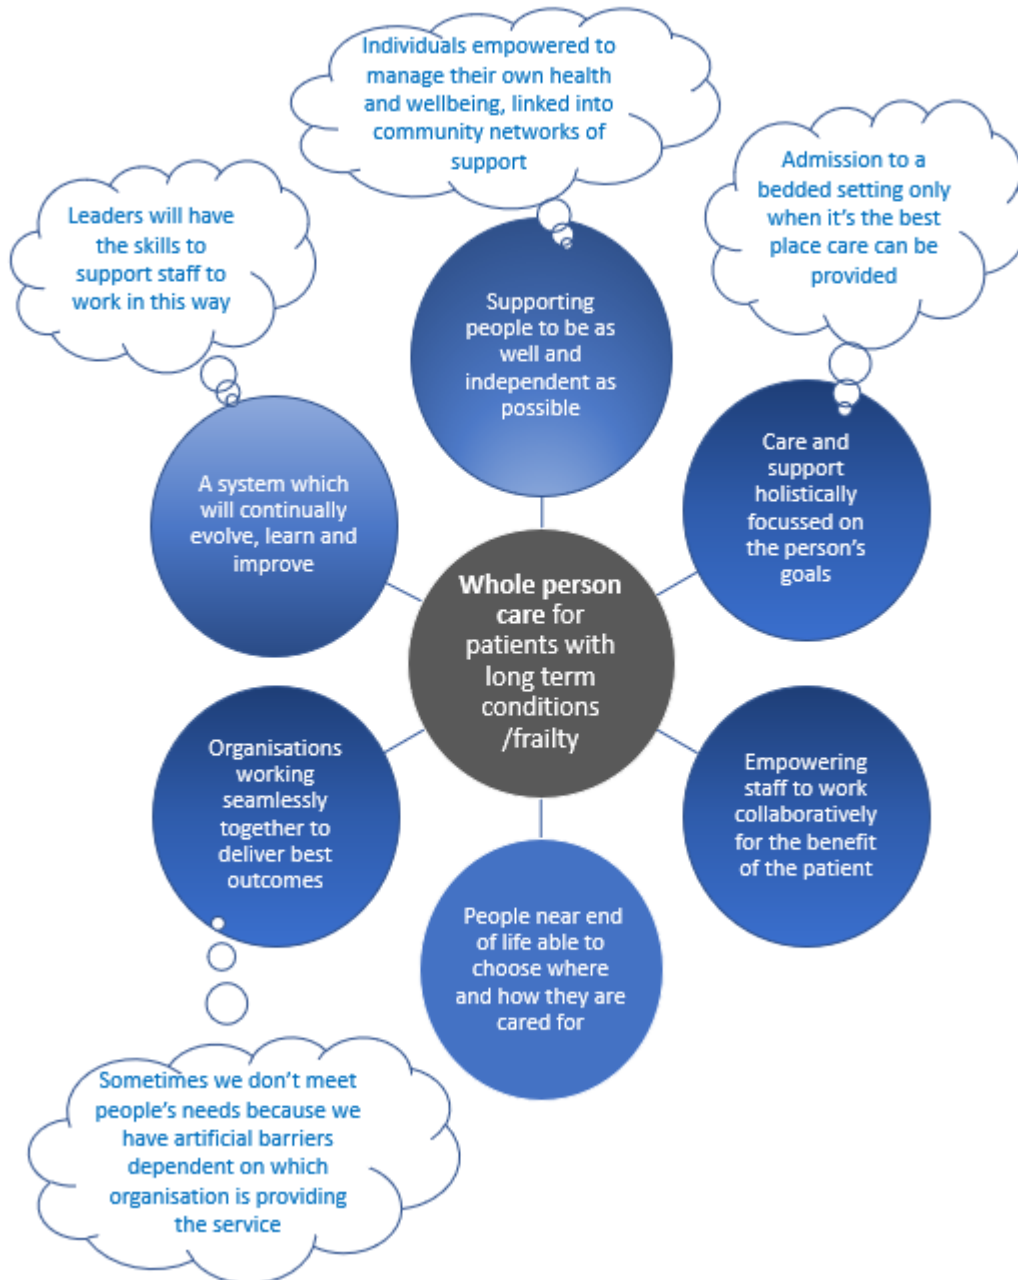 Individuals empowered to
manage their own health
and wellbeing, linked into
community networks of
support
Admission to a
bedded setting only
when it's the best
place care can be
provided
Leaders will have
the skills to
support staff to
work in this way
Supporting
people to be as
well and
independent as
possible
Care and
support
holistically
focussed on
the person's
goals
A system which
will continually
evolve, learn and
improve
Whole person
care for
patients with
long term
conditions
/frailty
Organisations
working
seamlessly
together to
deliver best
outcomes
Empowering
staff to work
collaboratively
for the benefit
of the patient
People near end
of life able to
choose where
and how they are
cared for
Sometimes we don't meet
people's needs because we
have artificial barriers
dependent on which
organisation is providing
the service